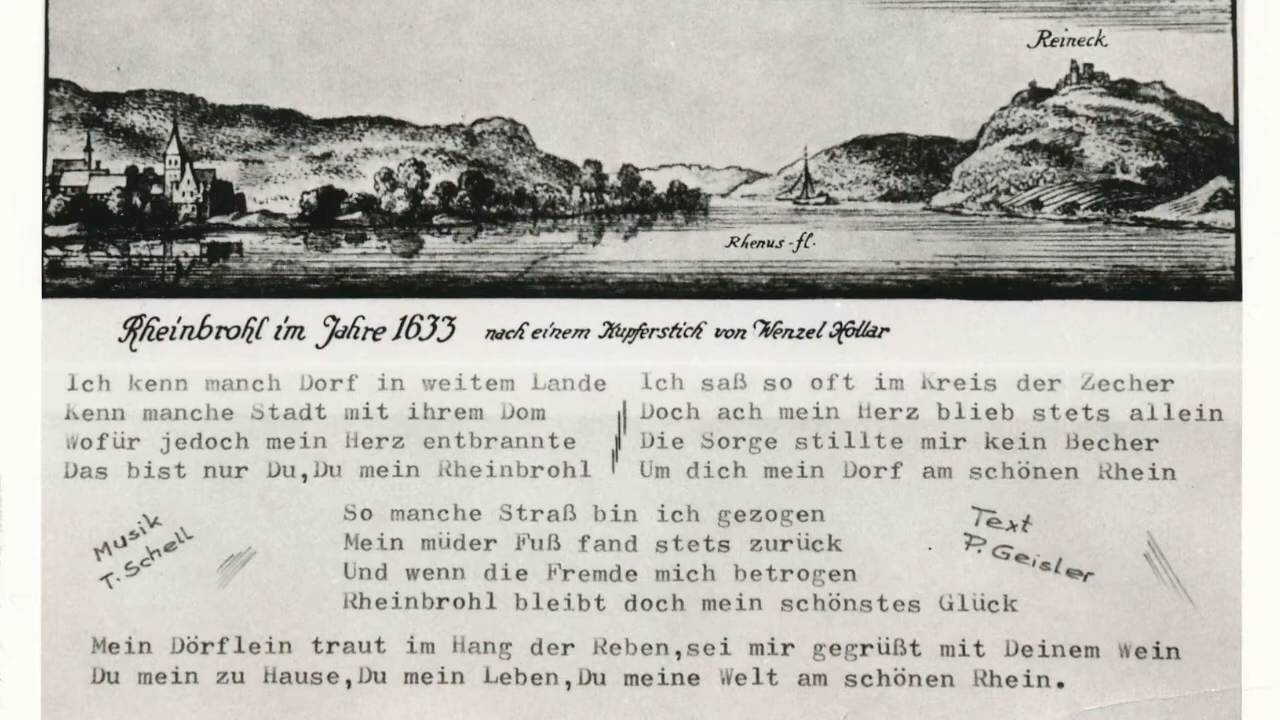 Reineck
Rhenus-fl.
Rheinbrohl im Jahre 1633 nach einem Kupferstich von Wenzel Hollar
Ich kenn manch Dorf in weitem Lande
Kenn manche Stadt mit ihrem Dom
Wofür jedoch mein Herz entbrannte
Das bist nur Du,Du mein Rheinbrohl
Ich saß so oft im Kreis der Zecher
Doch ach mein Herz blieb stets allein
Die Sorge stillte mir kein Becher
Um dich mein Dorf am schönen Rhein
Musik
T. Schell
So manche Straß bin ich gezogen
Mein müder Fuß fand stets zurück
Und wenn die Fremde mich betrogen
Rheinbrohl bleibt doch mein schönstes Glück
Text
P. Geisler
Mein Dörflein traut im Hang der Reben,sei mir gegrüßt mit Deinem Wein
Du mein zu Hause,Du mein Leben,Du meine Welt am schönen Rhein.